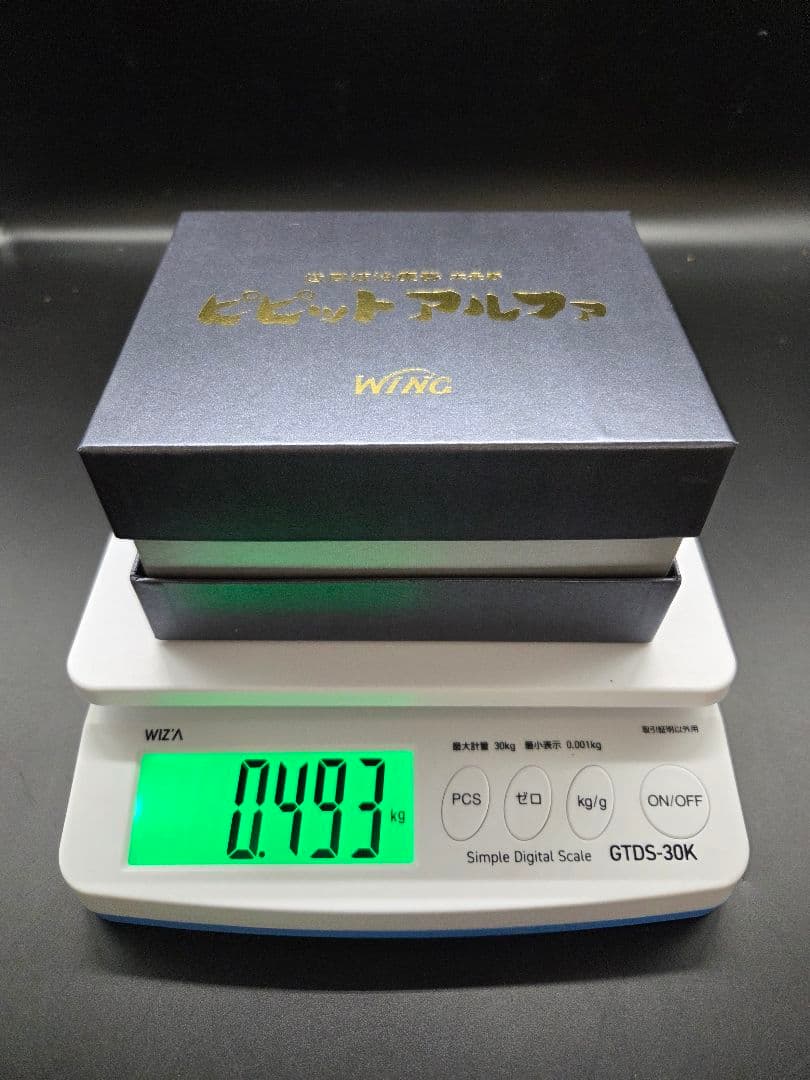 ピピットアルファ
WING
WIZ'A
最大計量 30kg 最小表示 0.001kg
取引証明以外用
0.493 kg
PCS
ゼロ
kg/g
ON/OFF
Simple Digital Scale GTDS-30K